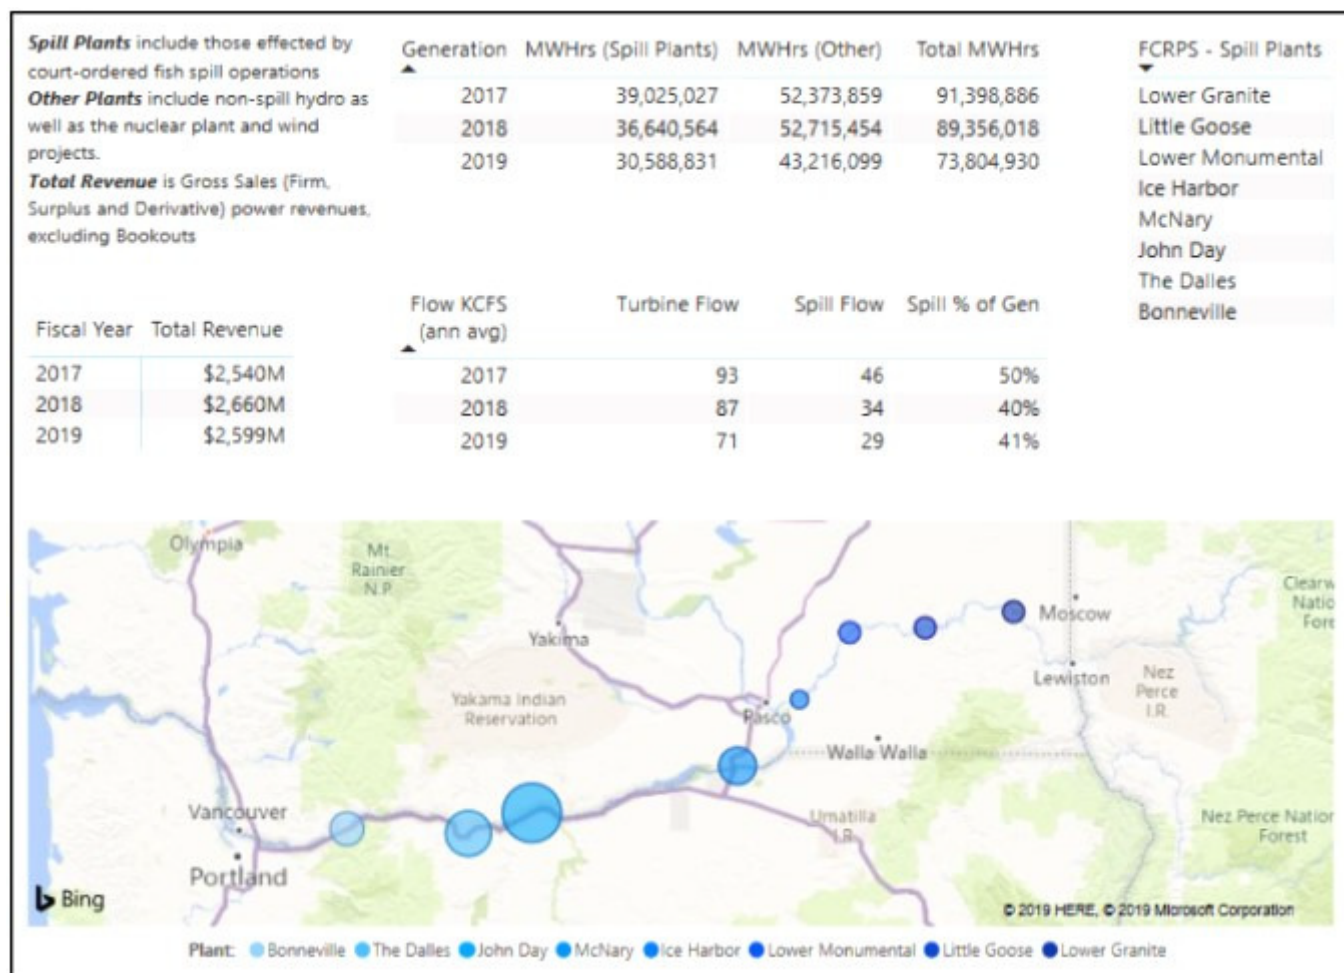 Spill Plants include those effected by
court-ordered fish spill operations
Other Plants include non-spill hydro as
well as the nuclear plant and wind
projects.
Total Revenue is Gross Sales (Firm,
Surplus and Derivative) power revenues,
excluding Bookouts
Generation MWHrs (Spill Plants) MWHrs (Other) Total MWHrs
2017 39,025,027 52,373,859 91,398,886
2018 36,640,564 52,715,454 89,356,018
2019 30,588,831 43,216,099 73,804,930
FCRPS - Spill Plants
Lower Granite
Little Goose
Lower Monumental
Ice Harbor
McNary
John Day
The Dalles
Bonneville
Fiscal Year Total Revenue
2017 $2,540M
2018 $2,660M
2019 $2,599M
Flow KCFS Turbine Flow Spill Flow Spill % of Gen
(ann avg)
2017 93 46 50%
2018 87 34 40%
2019 71 29 41%
Olympia
Mt.
Rainier
N.P.
Yakima
Yakama Indian
Reservation
Pasco
Walla Walla
Moscow
Lewiston
Nez
Perce
I.R.
Clearw
Natio
Fore
Vancouver
Portland
Umatilla
I.R.
Nez Perce Nation
Forest
Bing
© 2019 HERE, © 2019 Microsoft Corporation
Plant: Bonneville The Dalles John Day McNary Ice Harbor Lower Monumental Little Goose Lower Granite